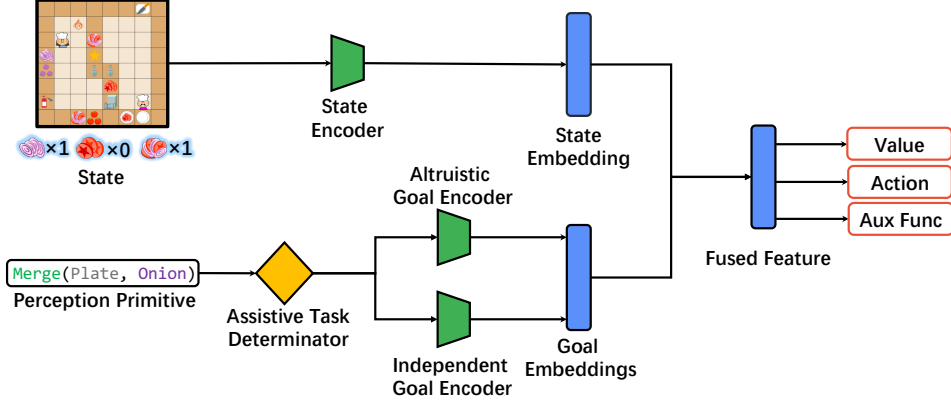 ×1 ×0 ×1
State
State
Encoder
State
Embedding
Altruistic
Goal Encoder
Merge(Plate, Onion)
Perception Primitive
Assistive Task
Determinator
Independent
Goal Encoder
Goal
Embeddings
Fused Feature
Value
Action
Aux Func